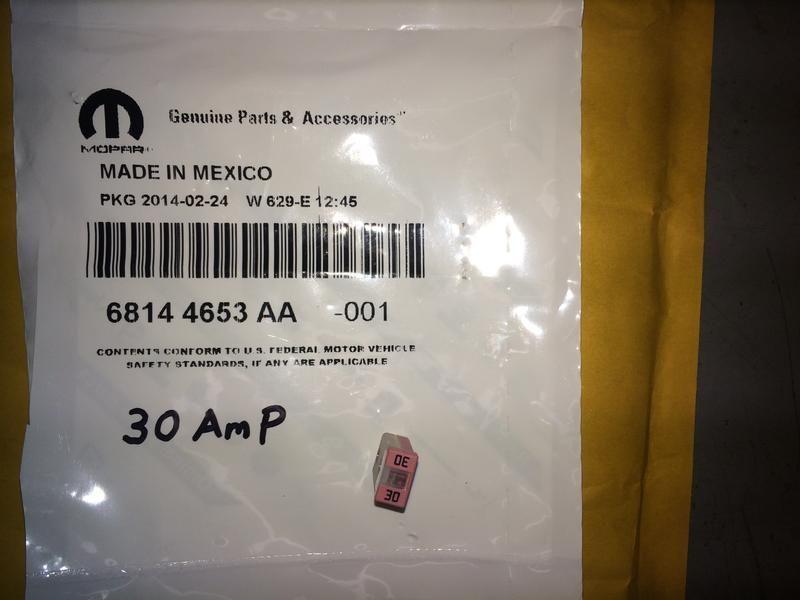 Genuine Parts & Accessories™
MOPAR
MADE IN MEXICO
PKG 2014-02-24 W 629-E 12:45
6814 4653 AA -001
CONTENTS CONFORM TO U.S. FEDERAL MOTOR VEHICLE
SAFETY STANDARDS, IF ANY ARE APPLICABLE
30 AmP
30
30